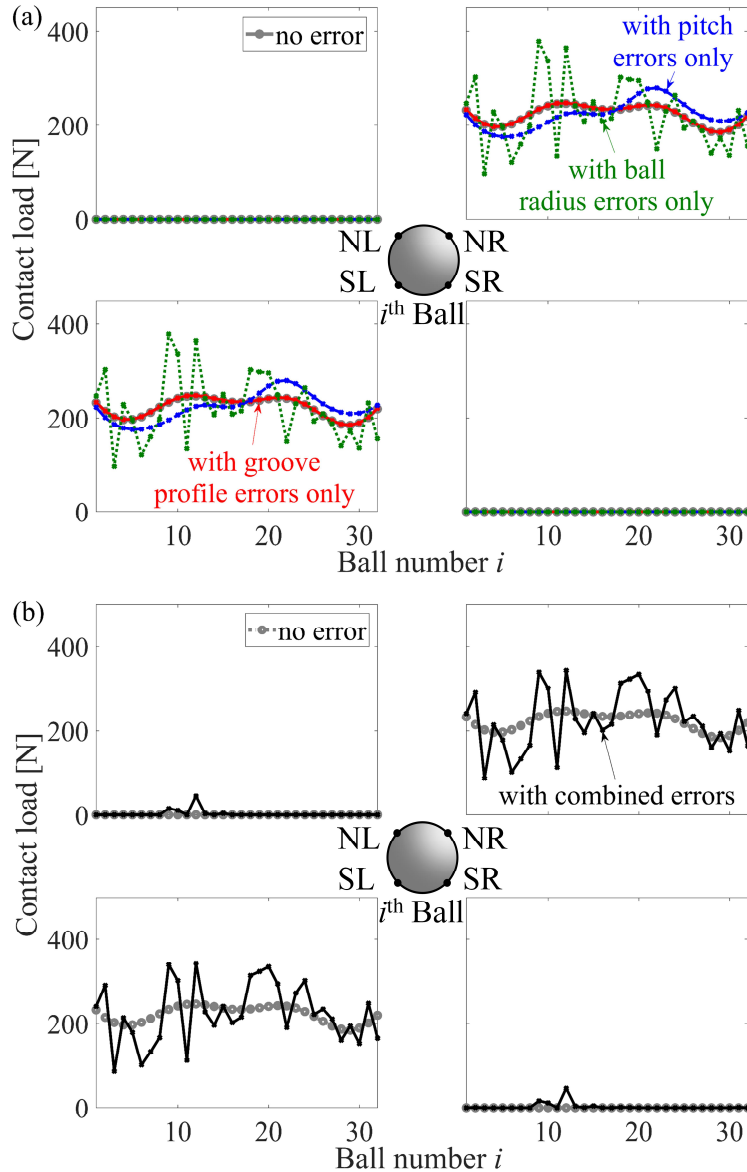 (a)
400
200
0
Contact load [N]
no error
with pitch
errors only
with ball
radius errors only
NL
NR
SL
SR
ith Ball
400
200
0
with groove
profile errors only
10
20
30
10
20
30
Ball number i
(b)
400
200
0
Contact load [N]
no error
with combined errors
NL
NR
SL
SR
ith Ball
400
200
0
10
20
30
10
20
30
Ball number i